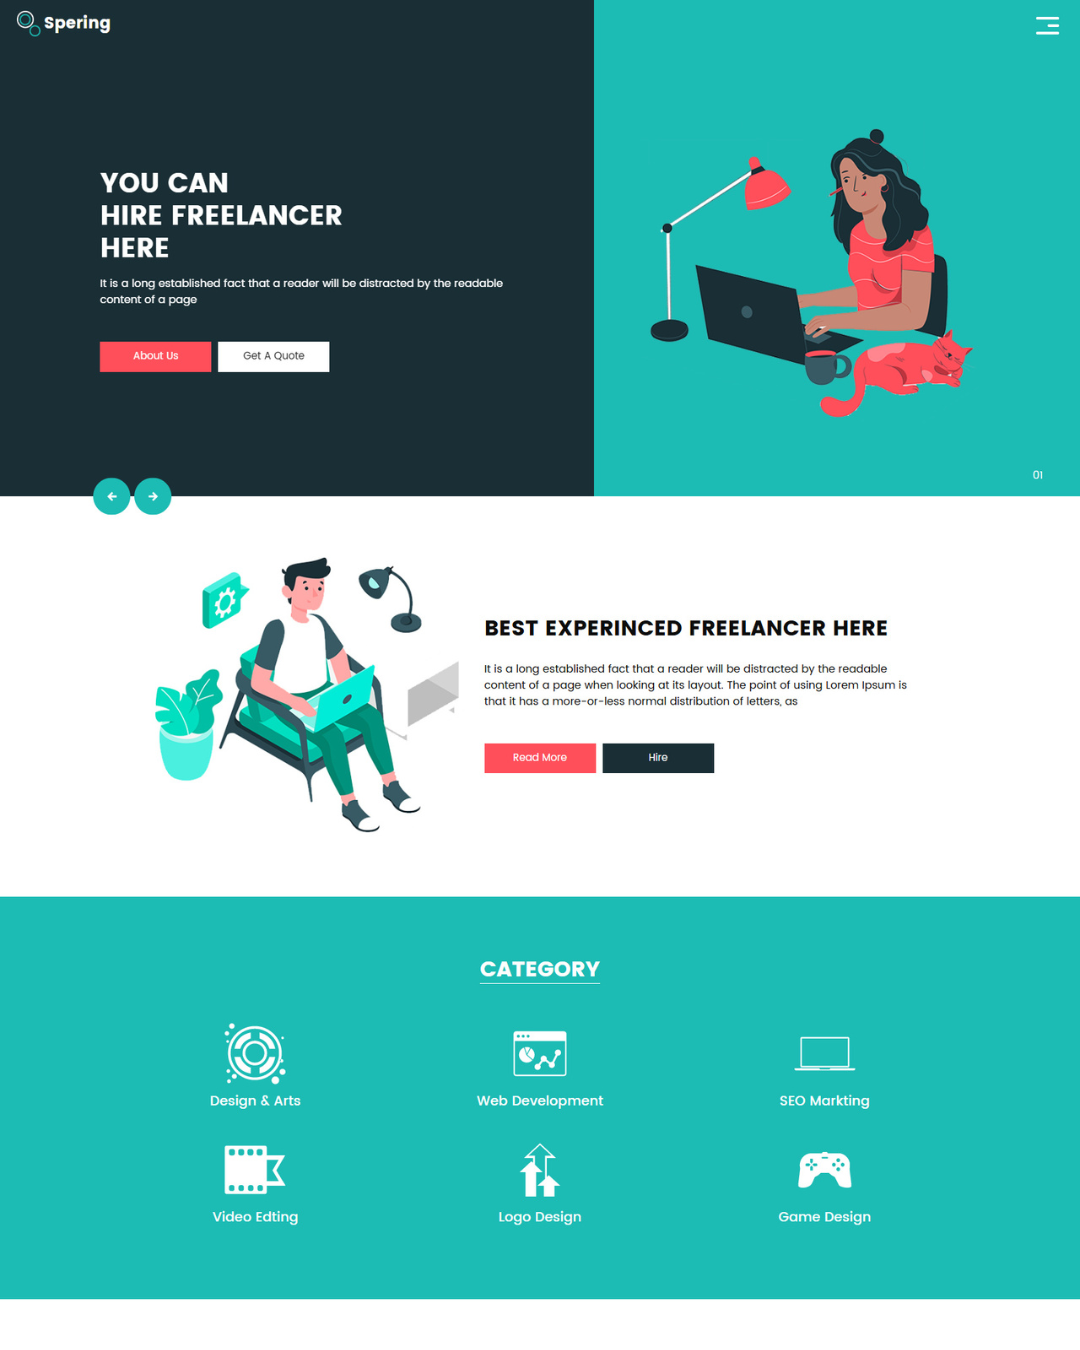 Spering
YOU CAN
HIRE FREELANCER
HERE
It is a long established fact that a reader will be distracted by the readable
content of a page
About Us
Get A Quote
01
BEST EXPERINCED FREELANCER HERE
It is a long established fact that a reader will be distracted by the readable
content of a page when looking at its layout. The point of using Lorem Ipsum is
that it has a more-or-less normal distribution of letters, as
Read More
Hire
CATEGORY
Design & Arts
Web Development
SEO Markting
Video Edting
Logo Design
Game Design